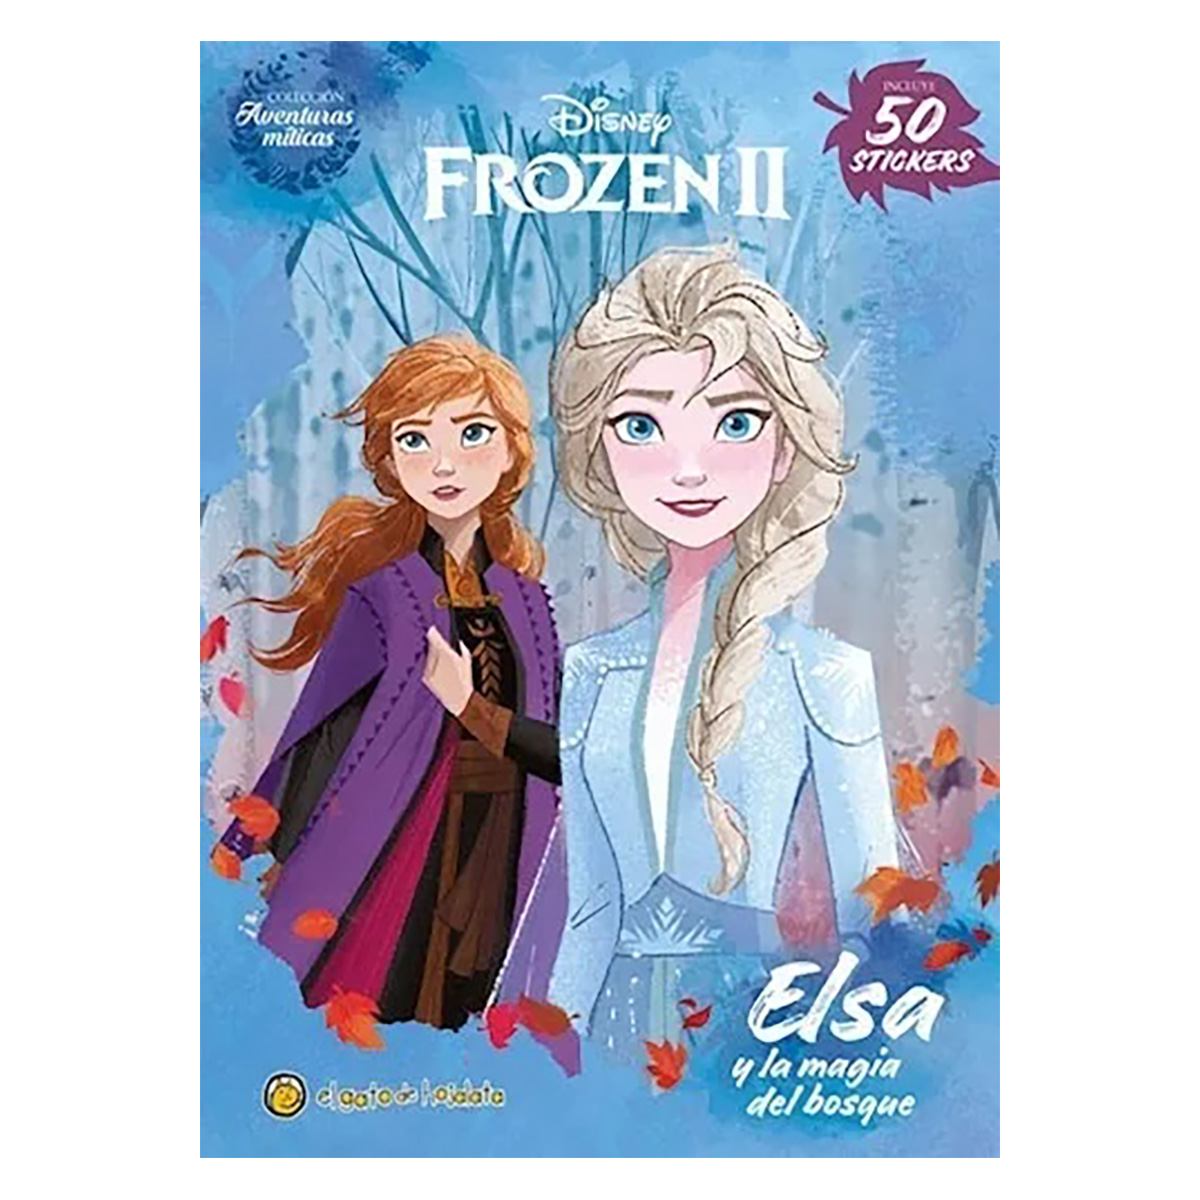 COLECCIÓN
Aventuras
míticas
Disney
FROZEN II
INCLUYE
50
STICKERS
Elsa
y la magia
del bosque
el gato de hojalata